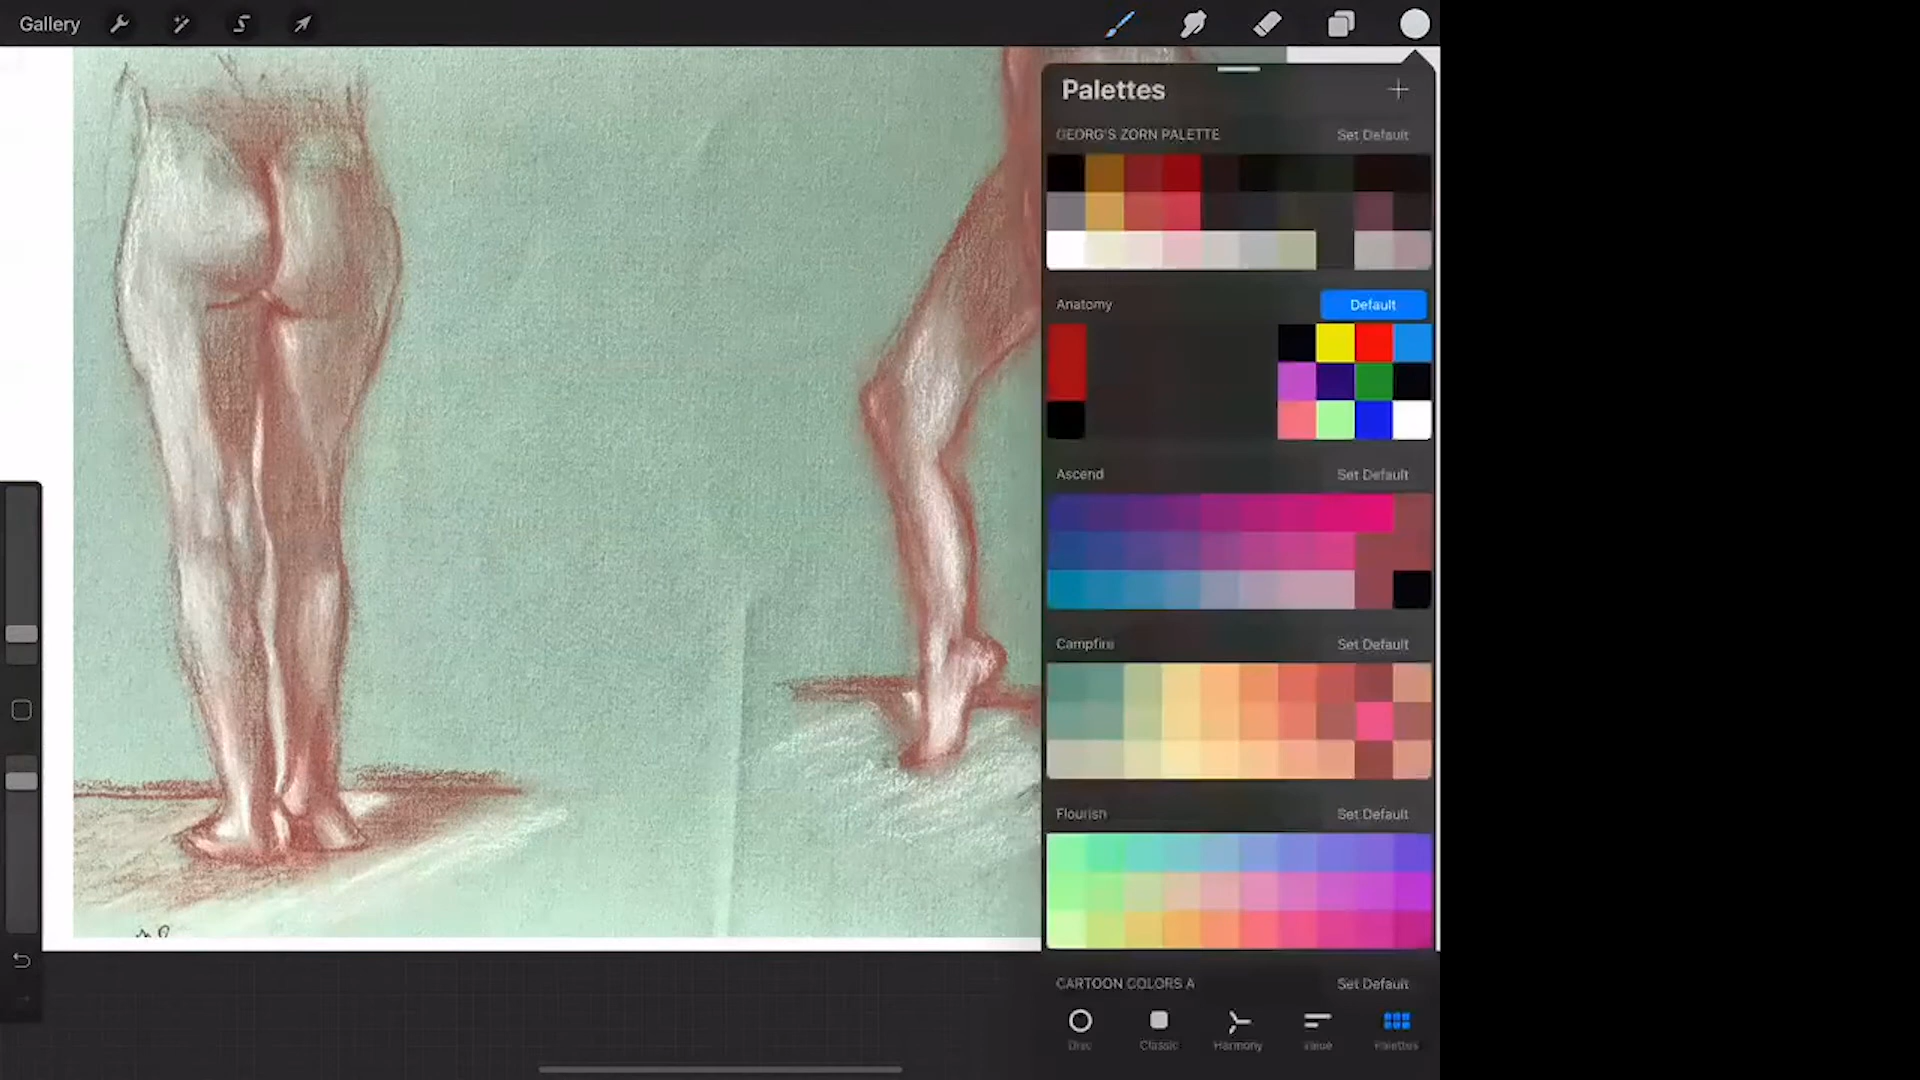 Gallery
Palettes
GEORG'S ZORN PALETTE Set Default
Anatomy Default
Ascend Set Default
Campfire Set Default
Flourish Set Default
CARTOON COLORS A Set Default
Disc Classic Harmony Value Palettes